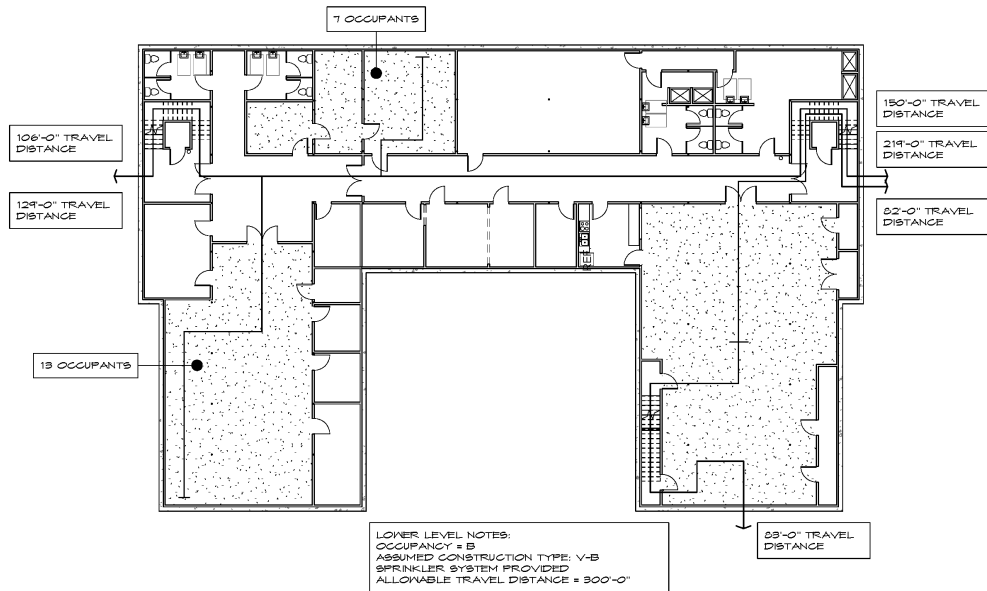 7 OCCUPANTS
106'-0" TRAVEL
DISTANCE
129'-0" TRAVEL
DISTANCE
150'-0" TRAVEL
DISTANCE
219'-0" TRAVEL
DISTANCE
82'-0" TRAVEL
DISTANCE
REF
13 OCCUPANTS
83'-0" TRAVEL
DISTANCE
LOWER LEVEL NOTES:
OCCUPANCY = B
ASSUMED CONSTRUCTION TYPE: V-B
SPRINKLER SYSTEM PROVIDED
ALLOWABLE TRAVEL DISTANCE = 300'-0"